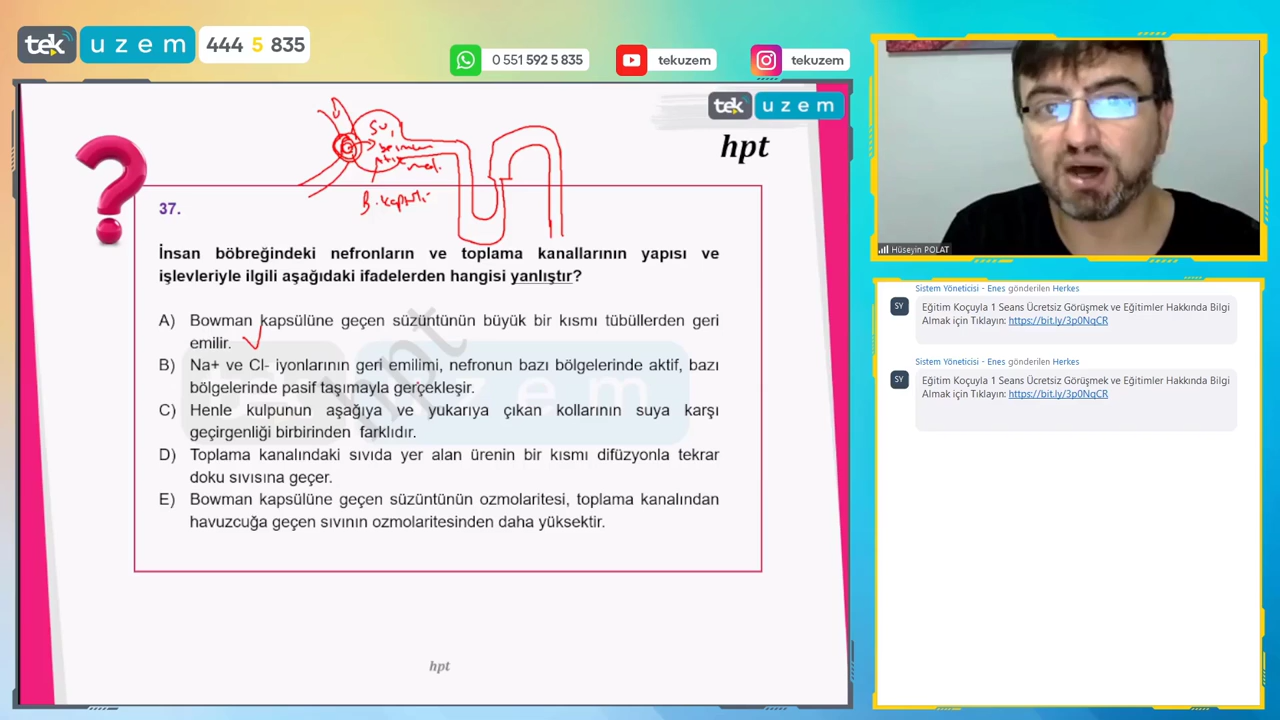 tek uzem 444 5 835
0 551 592 5 835
tekuzem
tekuzem
tek uzem
hpt
Su,
B. kapsülü
37.
İnsan böbreğindeki nefronların ve toplama kanallarının yapısı ve
işlevleriyle ilgili aşağıdaki ifadelerden hangisi yanlıştır?
A) Bowman kapsülüne geçen süzüntünün büyük bir kısmı tübüllerden geri
emilir.
B) Na+ ve Cl- iyonlarının geri emilimi, nefronun bazı bölgelerinde aktif, bazı
bölgelerinde pasif taşımayla gerçekleşir.
C) Henle kulpunun aşağıya ve yukarıya çıkan kollarının suya karşı
geçirgenliği birbirinden farklıdır.
D) Toplama kanalındaki sıvıda yer alan ürenin bir kısmı difüzyonla tekrar
doku sıvısına geçer.
E) Bowman kapsülüne geçen süzüntünün ozmolaritesi, toplama kanalından
havuzcuğa geçen sıvının ozmolaritesinden daha yüksektir.
hpt
Hüseyin POLAT
Sistem Yöneticisi - Enes gönderilen Herkes
SY
Eğitim Koçuyla 1 Seans Ücretsiz Görüşmek ve Eğitimler Hakkında Bilgi
Almak için Tıklayın: https://bit.ly/3p0NqCR
Sistem Yöneticisi - Enes gönderilen Herkes
SY
Eğitim Koçuyla 1 Seans Ücretsiz Görüşmek ve Eğitimler Hakkında Bilgi
Almak için Tıklayın: https://bit.ly/3p0NqCR